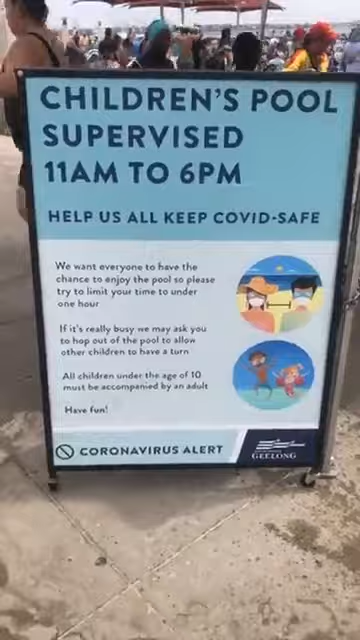 CHILDREN'S POOL
SUPERVISED
11AM TO 6PM
HELP US ALL KEEP COVID-SAFE
We want everyone to have the
chance to enjoy the pool so please
try to limit your time to under
one hour
If it's really busy we may ask you
to hop out of the pool to allow
other children to have a turn
All children under the age of 10
must be accompanied by an adult
Have fun!
CORONAVIRUS ALERT
GEELONG